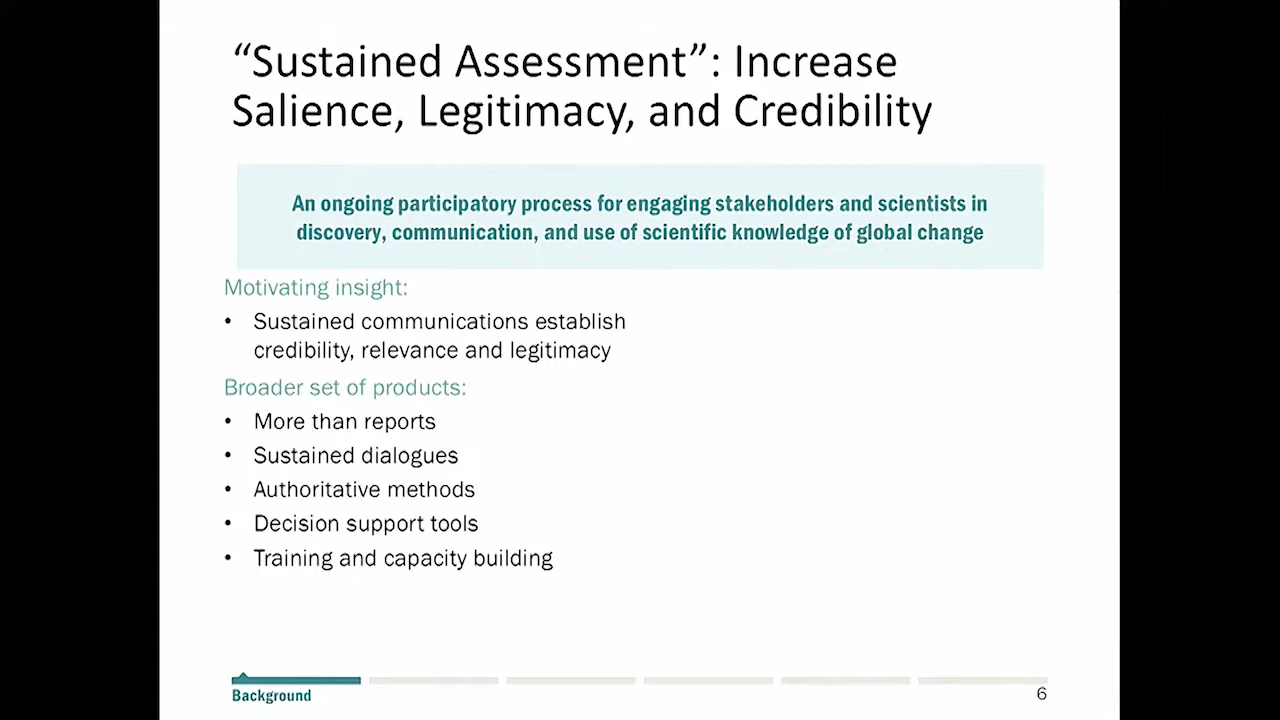 “Sustained Assessment”: Increase
Salience, Legitimacy, and Credibility
An ongoing participatory process for engaging stakeholders and scientists in
discovery, communication, and use of scientific knowledge of global change
Motivating insight:
• Sustained communications establish
credibility, relevance and legitimacy
Broader set of products:
• More than reports
• Sustained dialogues
• Authoritative methods
• Decision support tools
• Training and capacity building
Background
6